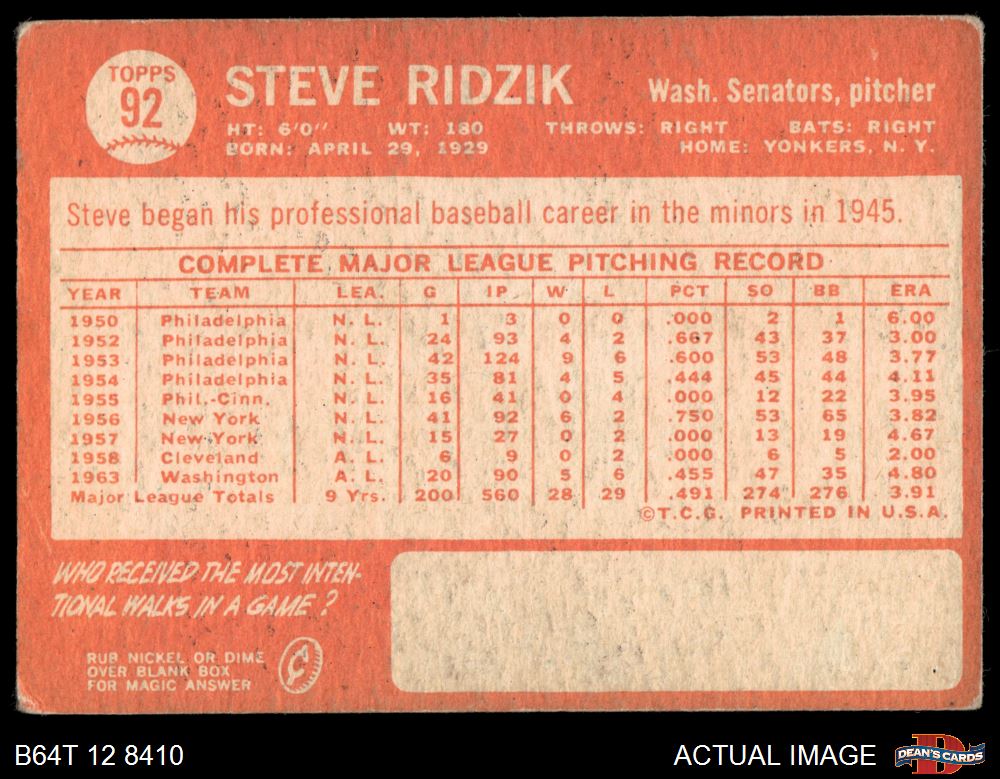 TOPPS
92
STEVE RIDZIK
Wash. Senators, pitcher
HT: 6'0" WT: 180 THROWS: RIGHT BATS: RIGHT
BORN: APRIL 29, 1929 HOME: YONKERS, N. Y.
Steve began his professional baseball career in the minors in 1945.
COMPLETE MAJOR LEAGUE PITCHING RECORD
YEAR TEAM LEA. G IP W L PCT SO BB ERA
1950 Philadelphia N. L. 1 3 0 0 .000 2 1 6.00
1952 Philadelphia N. L. 24 93 4 2 .667 43 37 3.00
1953 Philadelphia N. L. 42 124 9 6 .600 53 48 3.77
1954 Philadelphia N. L. 35 81 4 5 .444 45 44 4.11
1955 Phil.-Cinn. N. L. 16 41 0 4 .000 12 22 3.95
1956 New York N. L. 41 92 6 2 .750 53 65 3.82
1957 New York N. L. 15 27 0 2 .000 13 19 4.67
1958 Cleveland A. L. 6 9 0 2 .000 6 5 2.00
1963 Washington A. L. 20 90 5 6 .455 47 35 4.80
Major League Totals 9 Yrs. 200 560 28 29 .491 274 276 3.91
©T.C.G. PRINTED IN U.S.A.
WHO RECEIVED THE MOST INTEN-
TIONAL WALKS IN A GAME?
RUB NICKEL OR DIME
OVER BLANK BOX
FOR MAGIC ANSWER
B64T 12 8410
ACTUAL IMAGE
DEAN'S CARDS